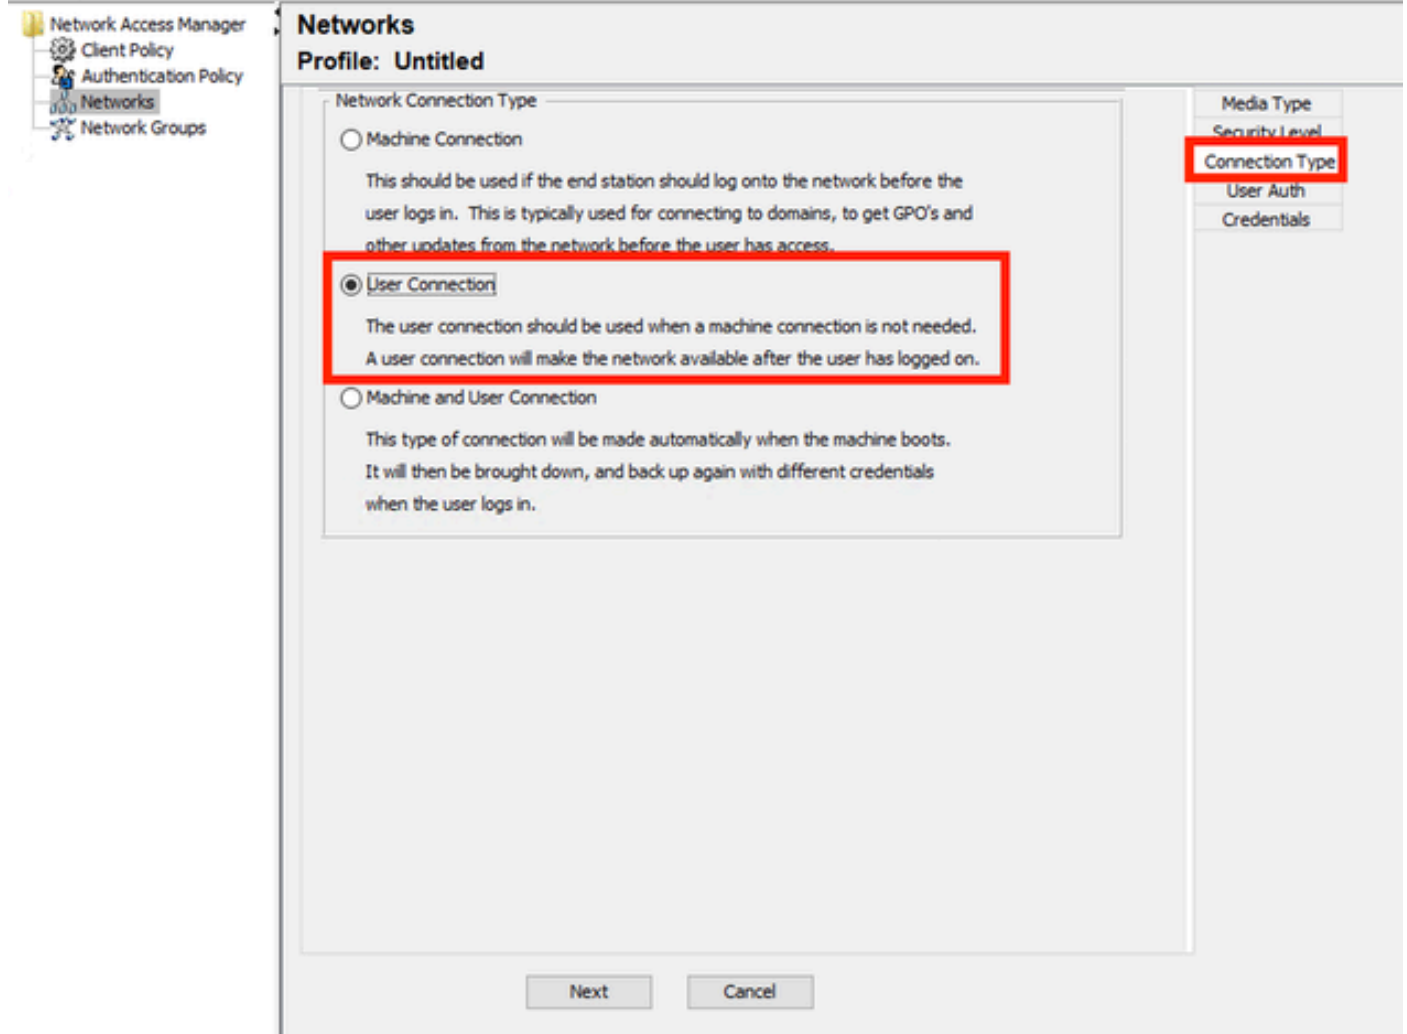 Network Access Manager
Client Policy
Authentication Policy
Networks
Network Groups
Networks
Profile: Untitled
Network Connection Type
Machine Connection
This should be used if the end station should log onto the network before the
user logs in. This is typically used for connecting to domains, to get GPO's and
other updates from the network before the user has access.
User Connection
The user connection should be used when a machine connection is not needed.
A user connection will make the network available after the user has logged on.
Machine and User Connection
This type of connection will be made automatically when the machine boots.
It will then be brought down, and back up again with different credentials
when the user logs in.
Media Type
Security Level
Connection Type
User Auth
Credentials
Next
Cancel